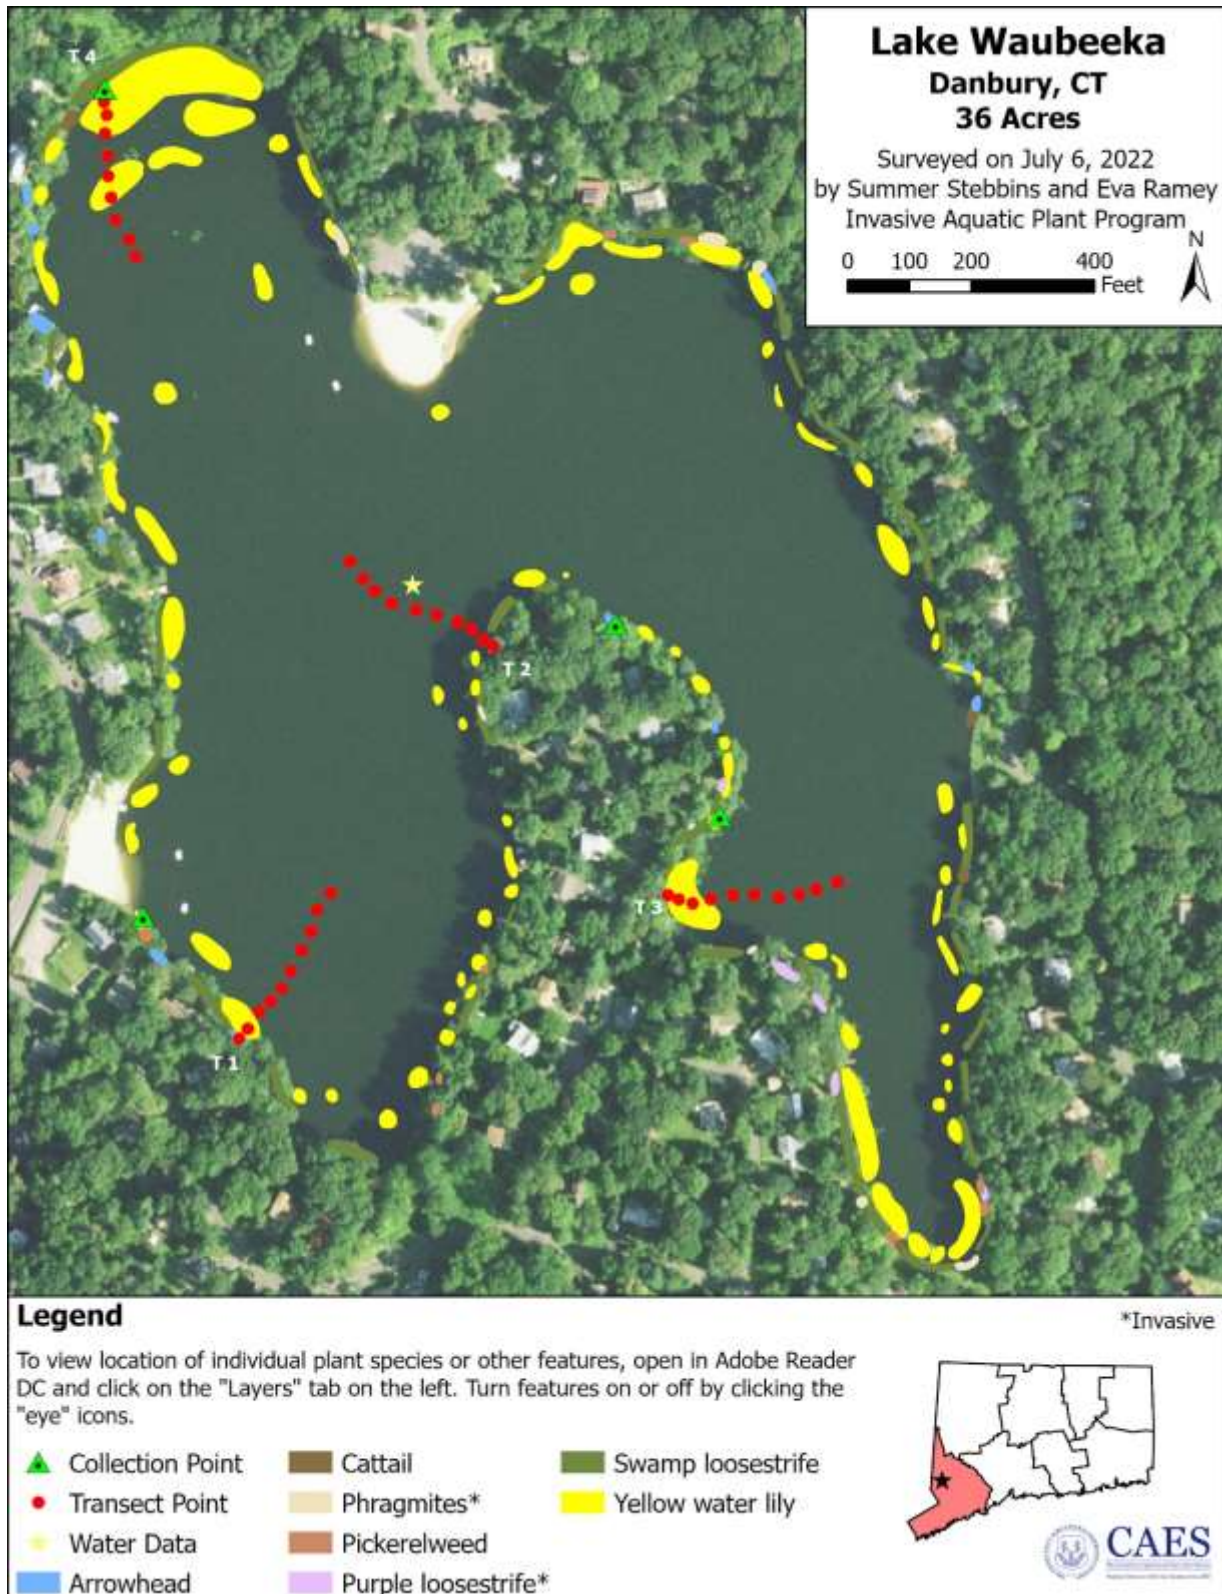 Lake Waubeeka
Danbury, CT
36 Acres
Surveyed on July 6, 2022
by Summer Stebbins and Eva Ramey
Invasive Aquatic Plant Program
N
0 100 200 400
Feet
T 4
T 2
T 3
T 1
Legend
*Invasive
To view location of individual plant species or other features, open in Adobe Reader
DC and click on the "Layers" tab on the left. Turn features on or off by clicking the
"eye" icons.
Collection Point
Transect Point
Water Data
Arrowhead
Cattail
Phragmites*
Pickerelweed
Purple loosestrife*
Swamp loosestrife
Yellow water lily
CAES